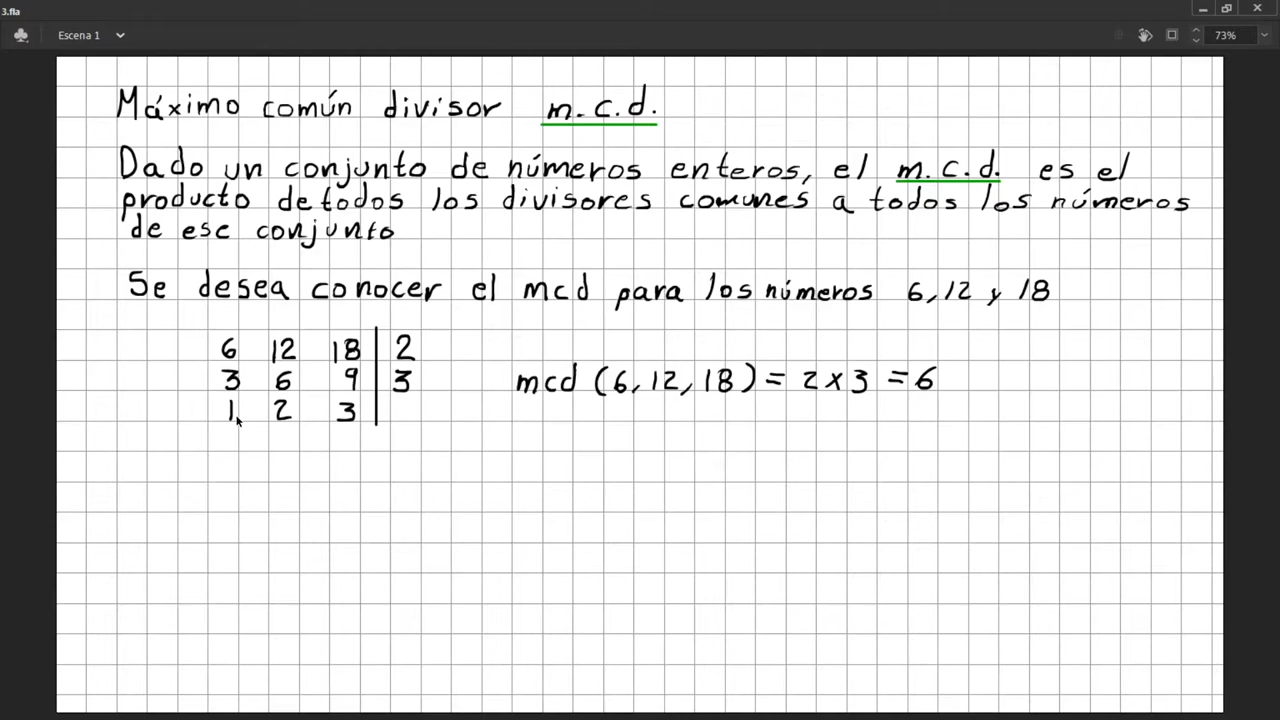 3.fla
Escena 1
73%
Máximo común divisor m.c.d.
Dado un conjunto de números enteros, el m.c.d. es el
producto de todos los divisores comunes a todos los números
de ese conjunto
Se desea conocer el mcd para los números 6, 12 y 18
6 12 18 | 2
3 6 9 | 3
1 2 3 |
mcd (6, 12, 18) = 2 x 3 = 6